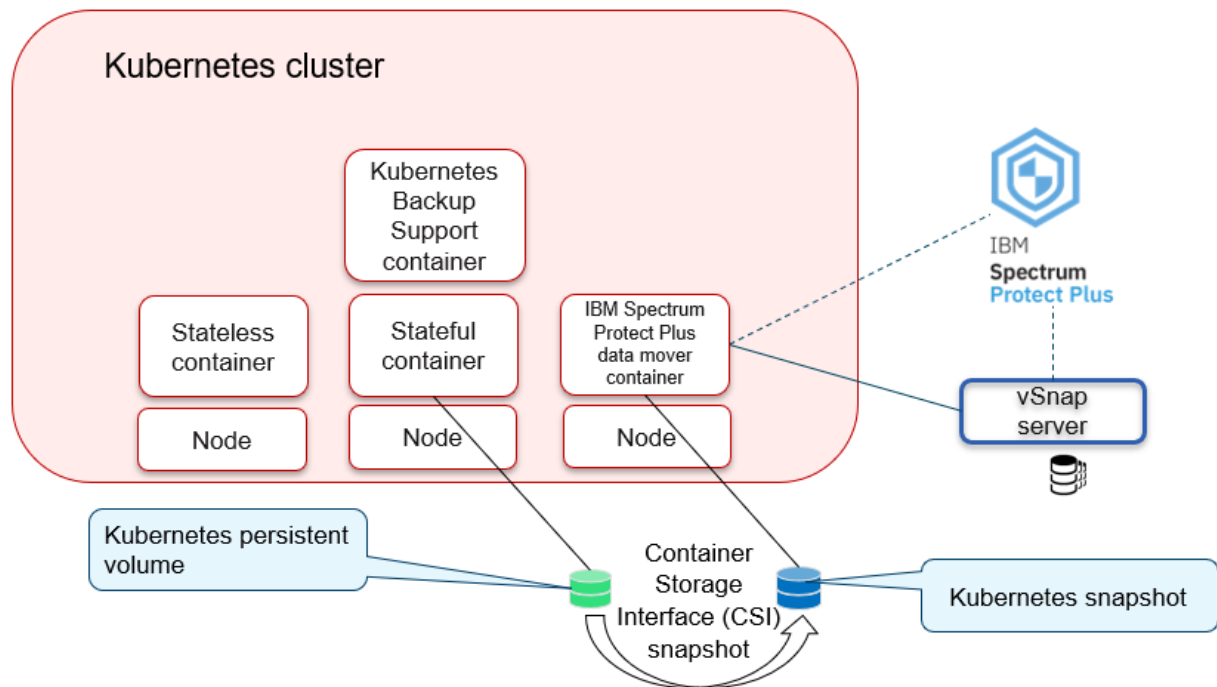 Kubernetes cluster
Kubernetes
Backup
Support
container
Stateless
container
Stateful
container
IBM Spectrum
Protect Plus
data mover
container
Node
Node
Node
IBM
Spectrum
Protect Plus
vSnap
server
Kubernetes persistent
volume
Container
Storage
Interface (CSI)
snapshot
Kubernetes snapshot